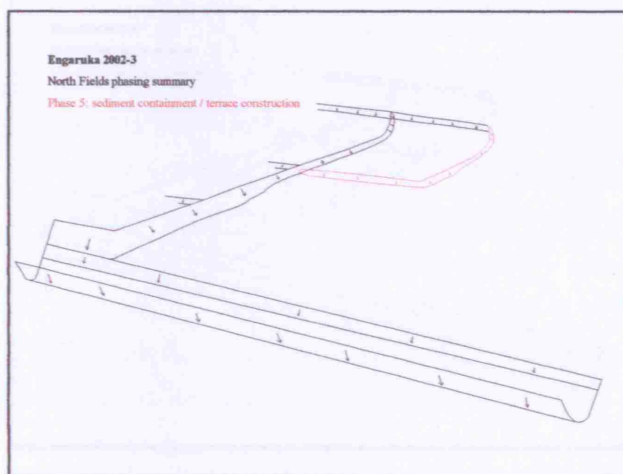 Engaruka 2002-3
North Fields phasing summary
Phase 5: sediment containment / terrace construction